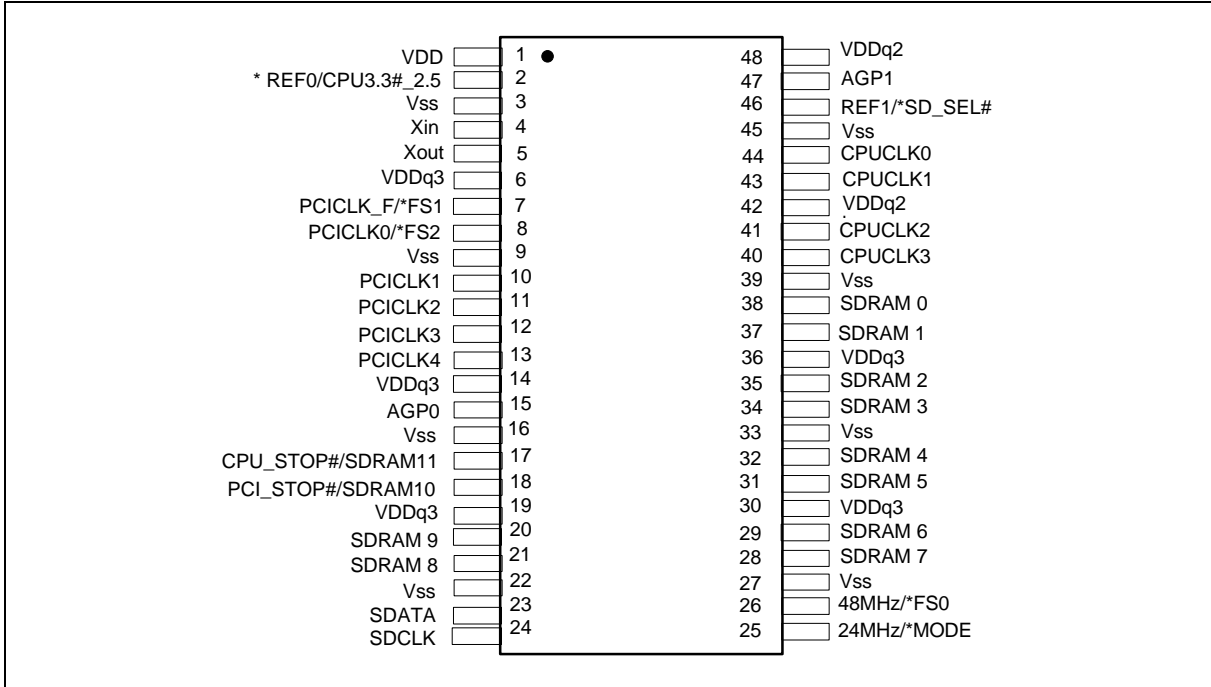 VDD 1 48 VDDq2
* REF0/CPU3.3#_2.5 2 47 AGP1
Vss 3 46 REF1/*SD_SEL#
Xin 4 45 Vss
Xout 5 44 CPUCLK0
VDDq3 6 43 CPUCLK1
PCICLK_F/*FS1 7 42 VDDq2
PCICLK0/*FS2 8 41 CPUCLK2
Vss 9 40 CPUCLK3
PCICLK1 10 39 Vss
PCICLK2 11 38 SDRAM 0
PCICLK3 12 37 SDRAM 1
PCICLK4 13 36 VDDq3
VDDq3 14 35 SDRAM 2
AGP0 15 34 SDRAM 3
Vss 16 33 Vss
CPU_STOP#/SDRAM11 17 32 SDRAM 4
PCI_STOP#/SDRAM10 18 31 SDRAM 5
VDDq3 19 30 VDDq3
SDRAM 9 20 29 SDRAM 6
SDRAM 8 21 28 SDRAM 7
Vss 22 27 Vss
SDATA 23 26 48MHz/*FS0
SDCLK 24 25 24MHz/*MODE